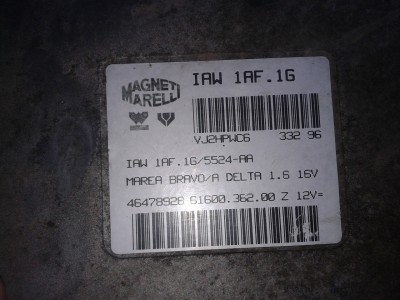 MAGNETI
MARELLI
IAW 1AF.1G
VJ2HPWC6 332 96
IAW 1AF.1G/5524-AA
MAREA BRAVO/A DELTA 1.6 16V
46478928 61600.362.00 Z 12V=